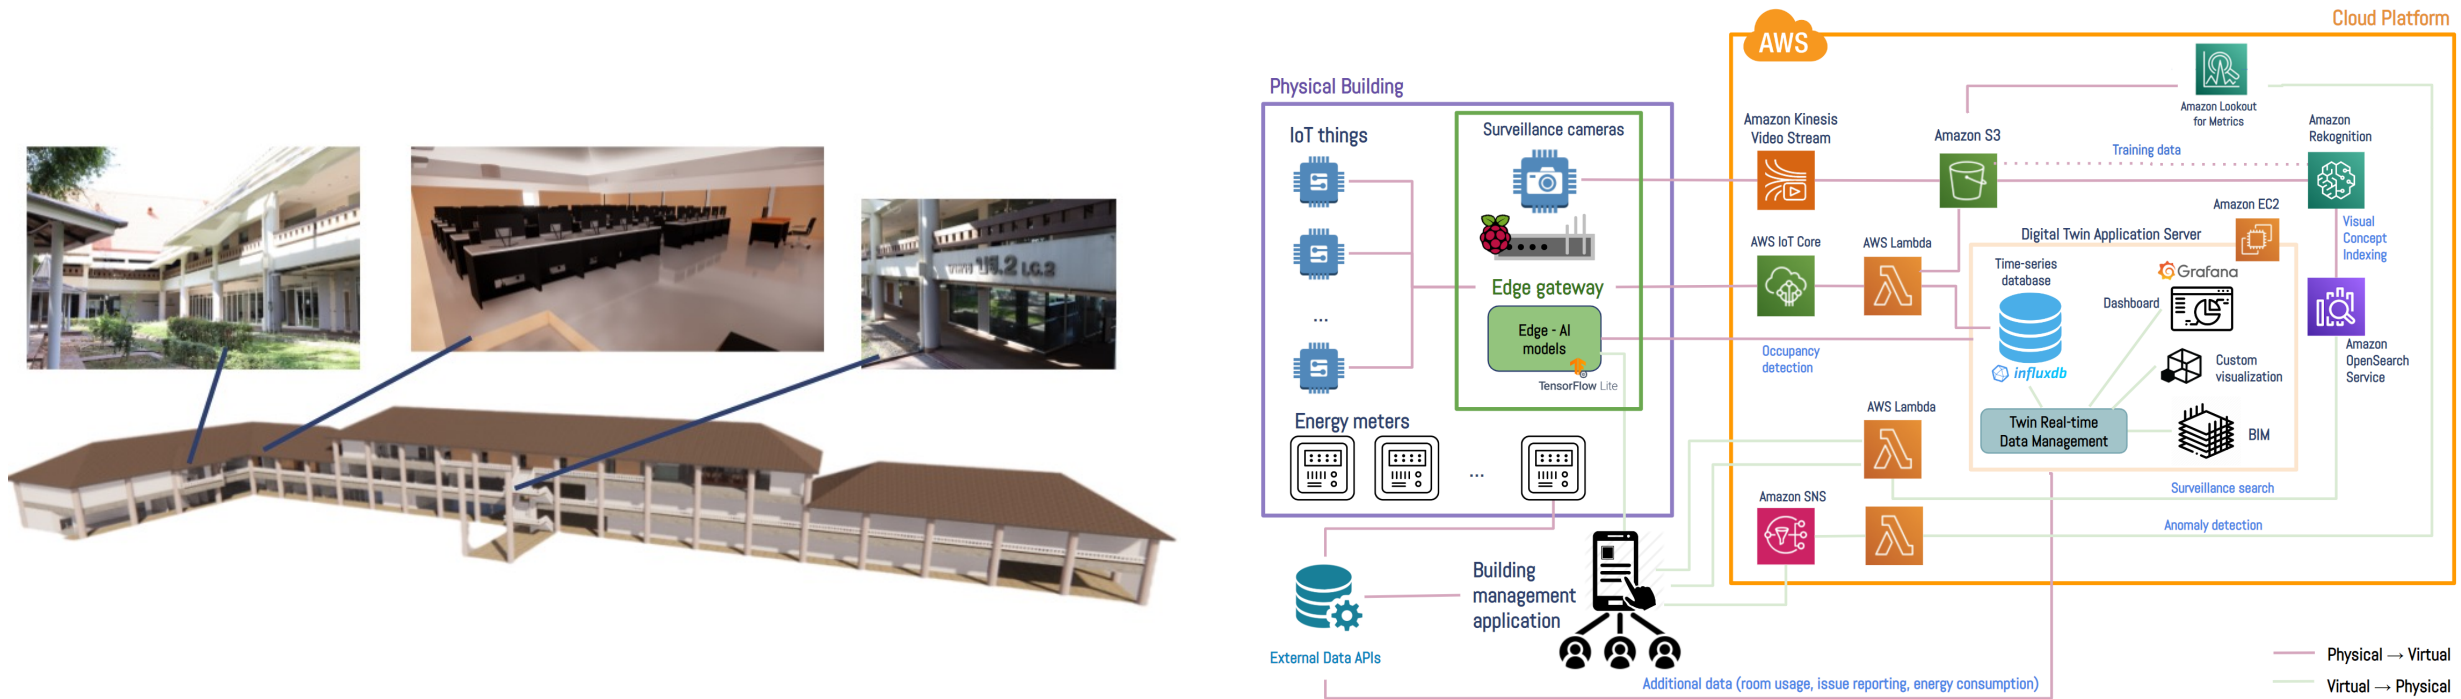 Cloud Platform
AWS
Physical Building
IoT things
...
Energy meters
...
Surveillance cameras
Edge gateway
Edge - AI
models
TensorFlow Lite
Amazon Kinesis
Video Stream
Amazon S3
Amazon Lookout
for Metrics
Amazon
Rekognition
Training data
Amazon EC2
Visual
Concept
Indexing
AWS IoT Core
AWS Lambda
Digital Twin Application Server
Time-series
database
influxdb
Grafana
Dashboard
Custom
visualization
BIM
Twin Real-time
Data Management
Amazon
OpenSearch
Service
Occupancy
detection
AWS Lambda
Surveillance search
Amazon SNS
Anomaly detection
Building
management
application
External Data APIs
Additional data (room usage, issue reporting, energy consumption)
Physical → Virtual
Virtual → Physical